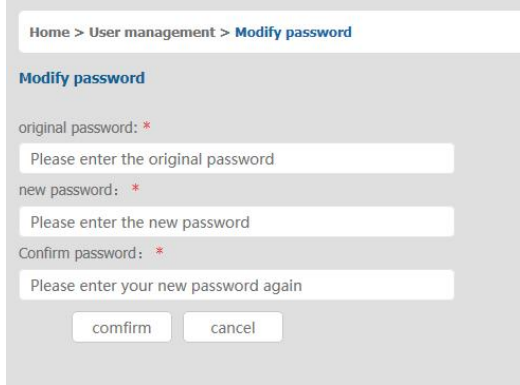 Home > User management > Modify password
Modify password
original password: *
Please enter the original password
new password： *
Please enter the new password
Confirm password： *
Please enter your new password again
comfirm cancel